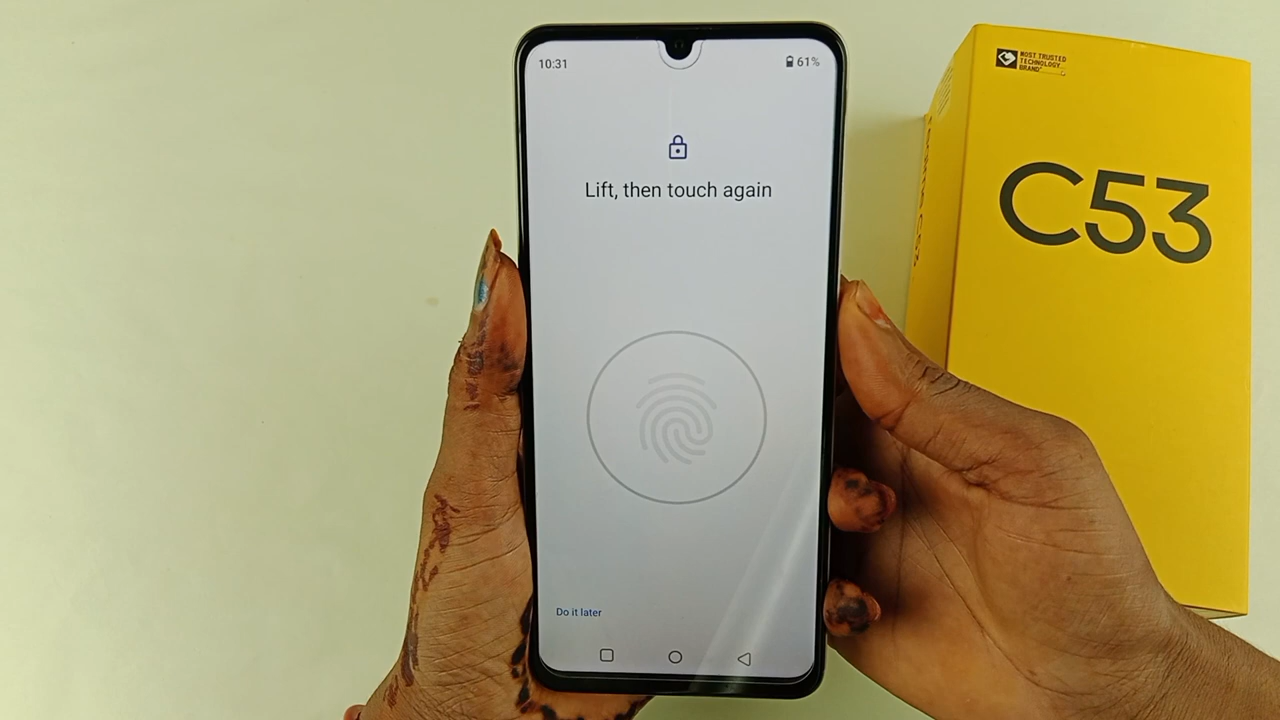 10:31
61%
Lift, then touch again
Do it later
MOST TRUSTED
TECHNOLOGY
BRAND
C53